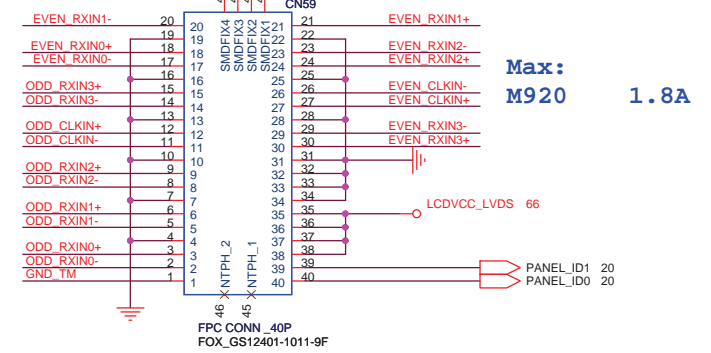 CN59
SMDFIX4
SMDFIX3
SMDFIX2
SMDFIX1
EVEN_RXIN1- 20 20 21 21 EVEN_RXIN1+
19 19 22 22
EVEN_RXIN0+ 18 18 23 23 EVEN_RXIN2-
EVEN_RXIN0- 17 17 24 24 EVEN_RXIN2+
16 16 25 25
ODD_RXIN3+ 15 15 26 26 EVEN_CLKIN-
ODD_RXIN3- 14 14 27 27 EVEN_CLKIN+
13 13 28 28
ODD_CLKIN+ 12 12 29 29 EVEN_RXIN3-
ODD_CLKIN- 11 11 30 30 EVEN_RXIN3+
10 10 31 31
ODD_RXIN2+ 9 9 32 32
ODD_RXIN2- 8 8 33 33
7 7 34 34
ODD_RXIN1+ 6 6 35 35
ODD_RXIN1- 5 5 36 36
4 4 37 37
ODD_RXIN0+ 3 3 38 38
ODD_RXIN0- 2 2 39 39 PANEL_ID1 20
GND_TM 1 1 40 40 PANEL_ID0 20
LCDVCC_LVDS 66
Max:
M920 1.8A
NTPH_2
NTPH_1
46
45
FPC CONN _40P
FOX_GS12401-1011-9F